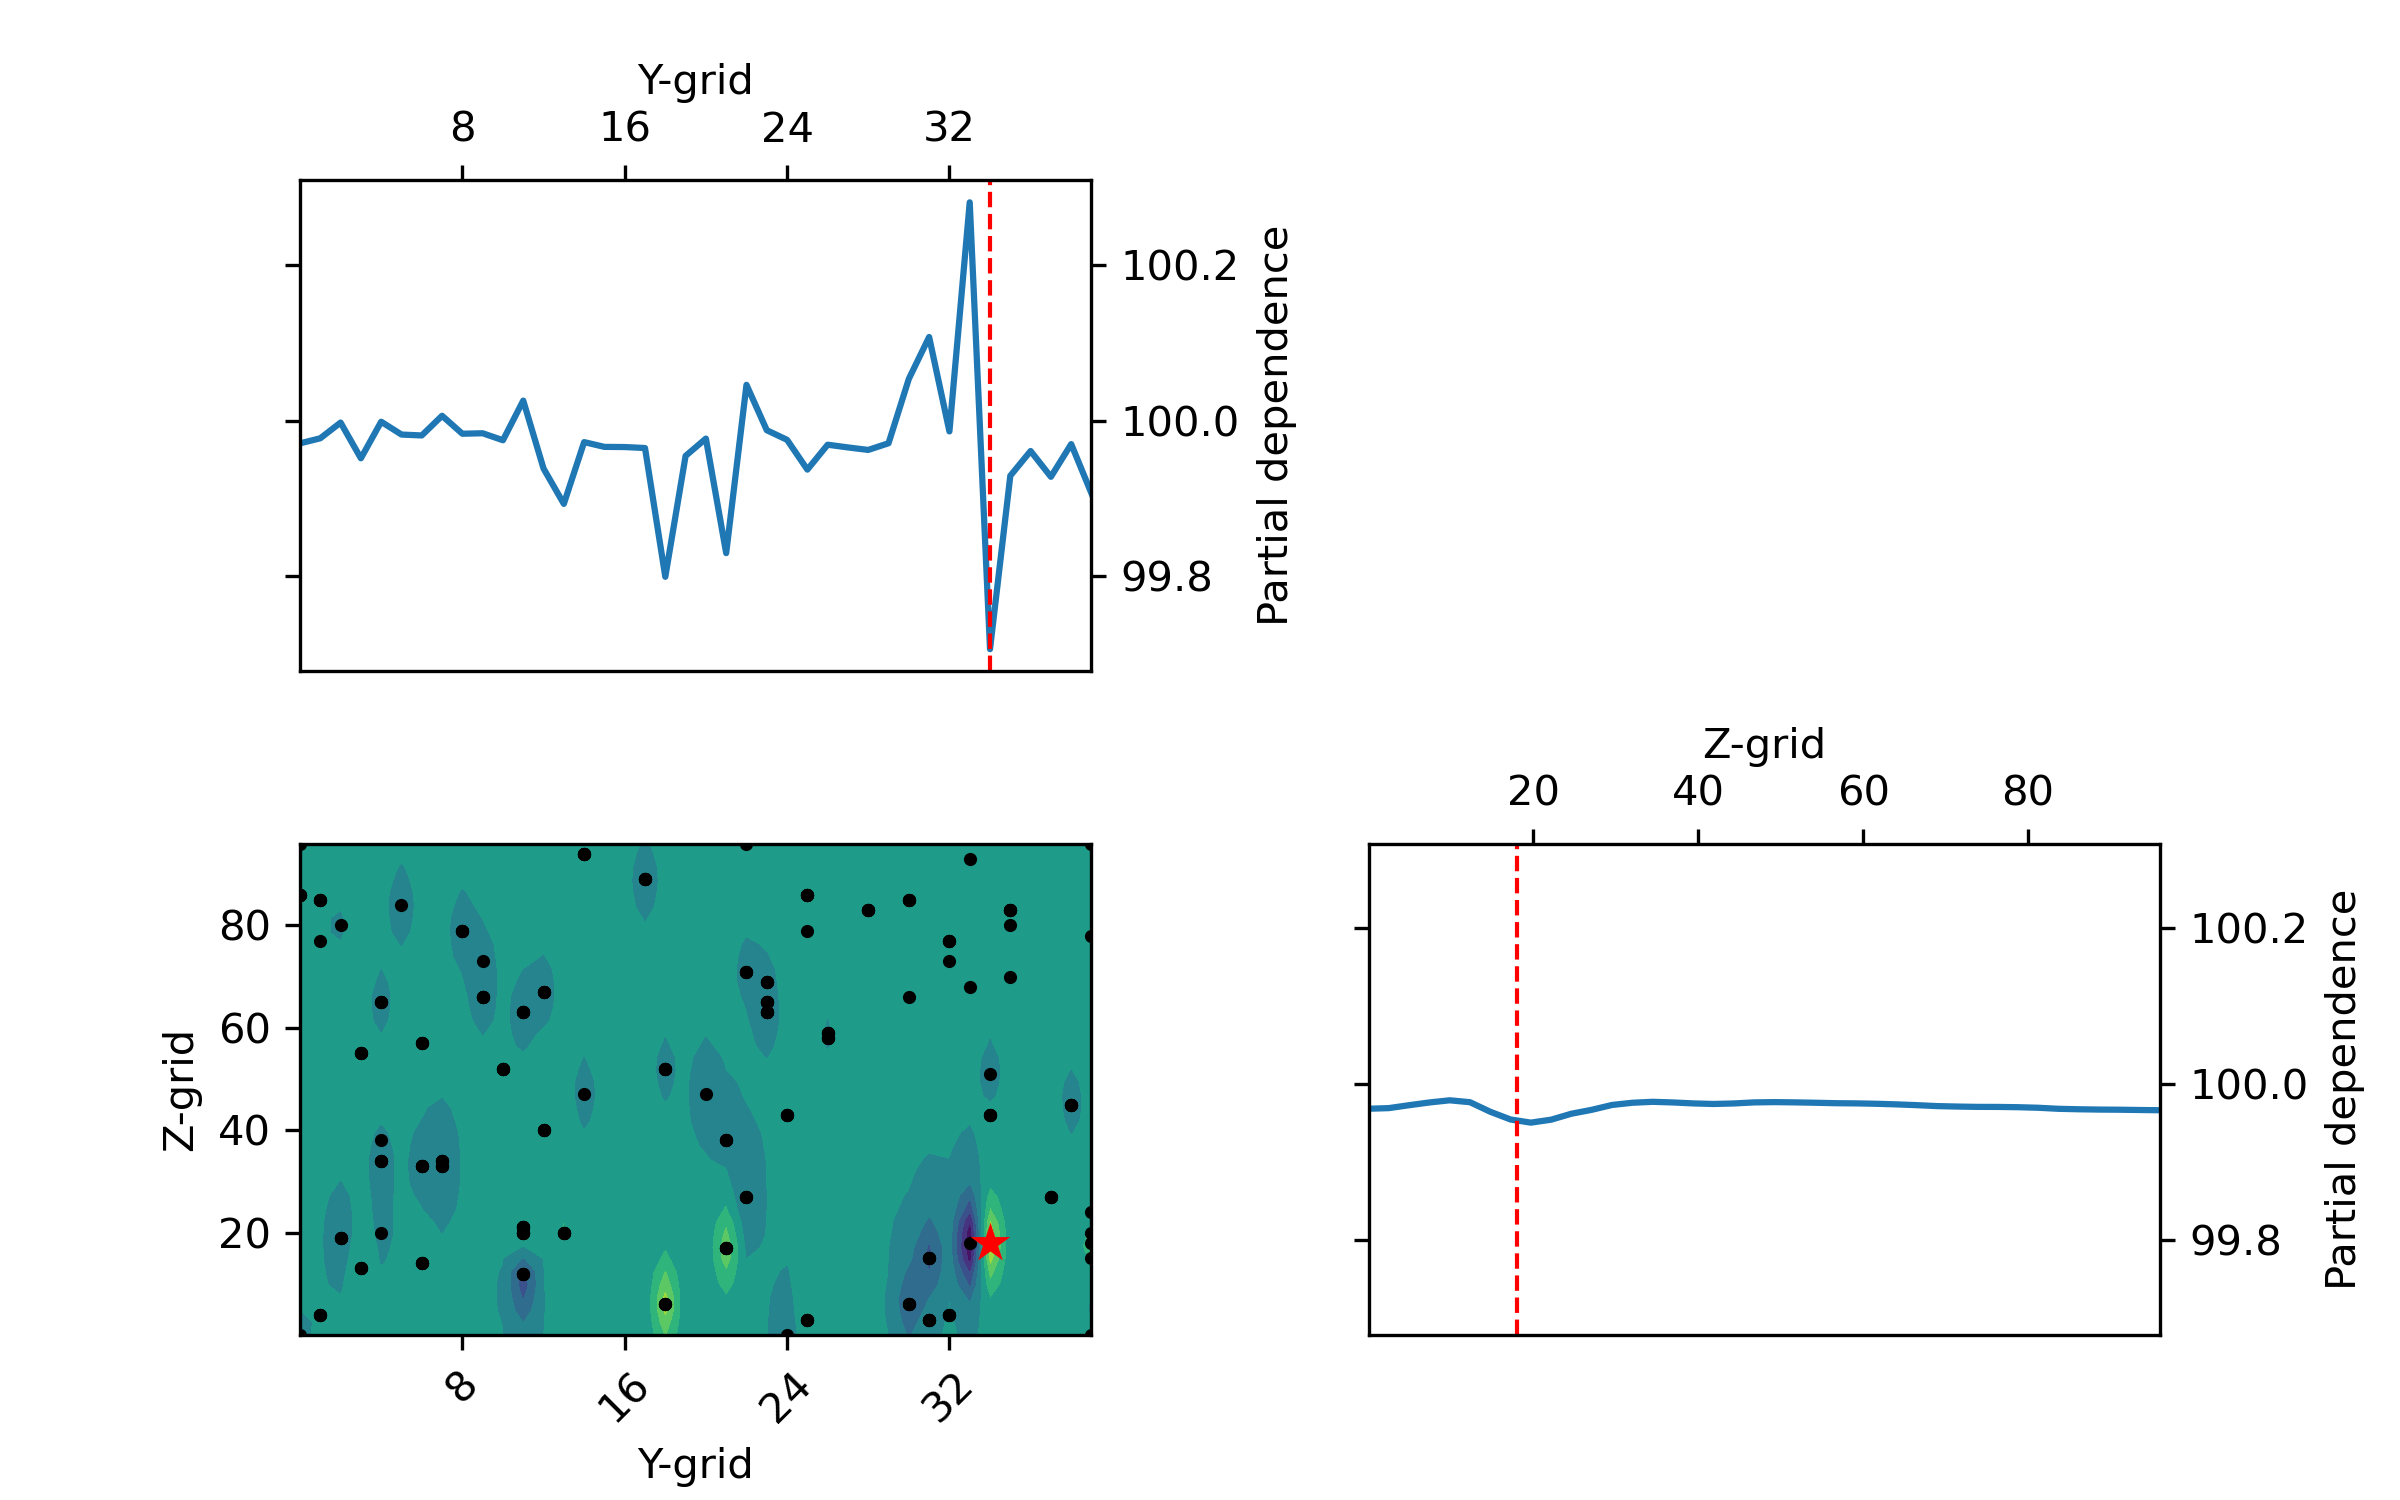 Y-grid
8 16 24 32
100.2
100.0
99.8
Partial dependence
Z-grid
20 40 60 80
100.2
100.0
99.8
Partial dependence
Z-grid
80
60
40
20
8 16 24 32
Y-grid